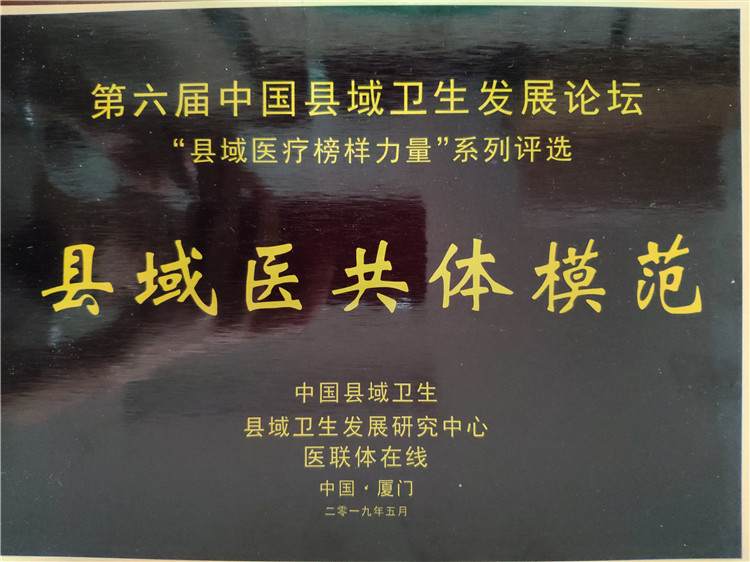 第六届中国县域卫生发展论坛
“县域医疗榜样力量”系列评选
县域医共体模范
中国县域卫生
县域卫生发展研究中心
医联体在线
中国·厦门
二零一九年五月